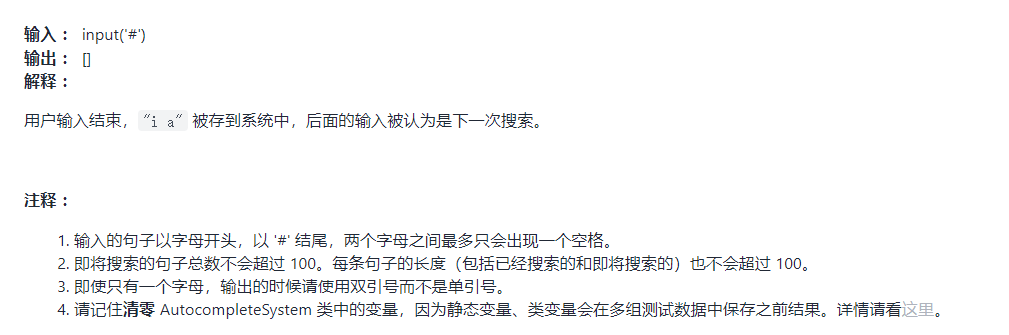 输入： input('#')
输出： []
解释：
用户输入结束， "i a" 被存到系统中，后面的输入被认为是下一次搜索。
注释：
1. 输入的句子以字母开头，以 '#' 结尾，两个字母之间最多只会出现一个空格。
2. 即将搜索的句子总数不会超过 100。每条句子的长度（包括已经搜索的和即将搜索的）也不会超过 100。
3. 即使只有一个字母，输出的时候请使用双引号而不是单引号。
4. 请记住清零 AutocompleteSystem 类中的变量，因为静态变量、类变量会在多组测试数据中保存之前结果。详情请看这里。